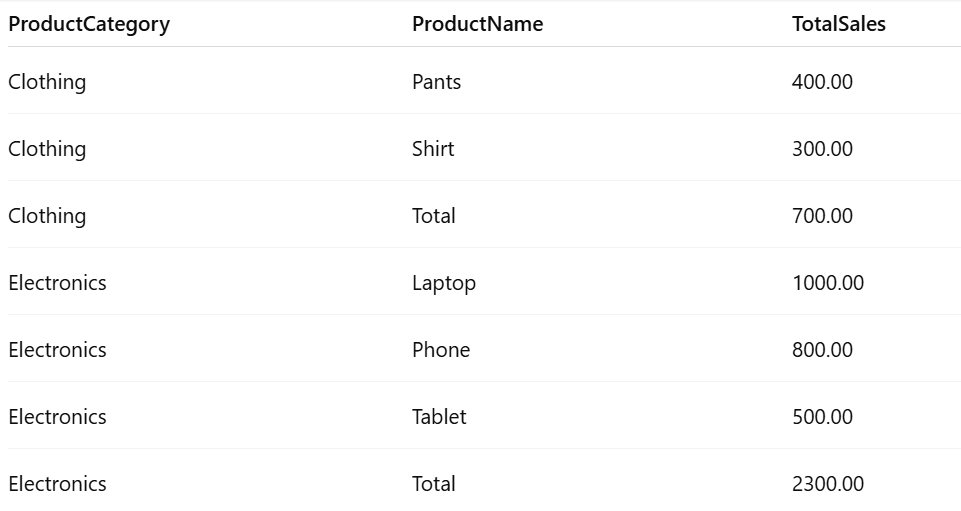 ProductCategory ProductName TotalSales
Clothing Pants 400.00
Clothing Shirt 300.00
Clothing Total 700.00
Electronics Laptop 1000.00
Electronics Phone 800.00
Electronics Tablet 500.00
Electronics Total 2300.00